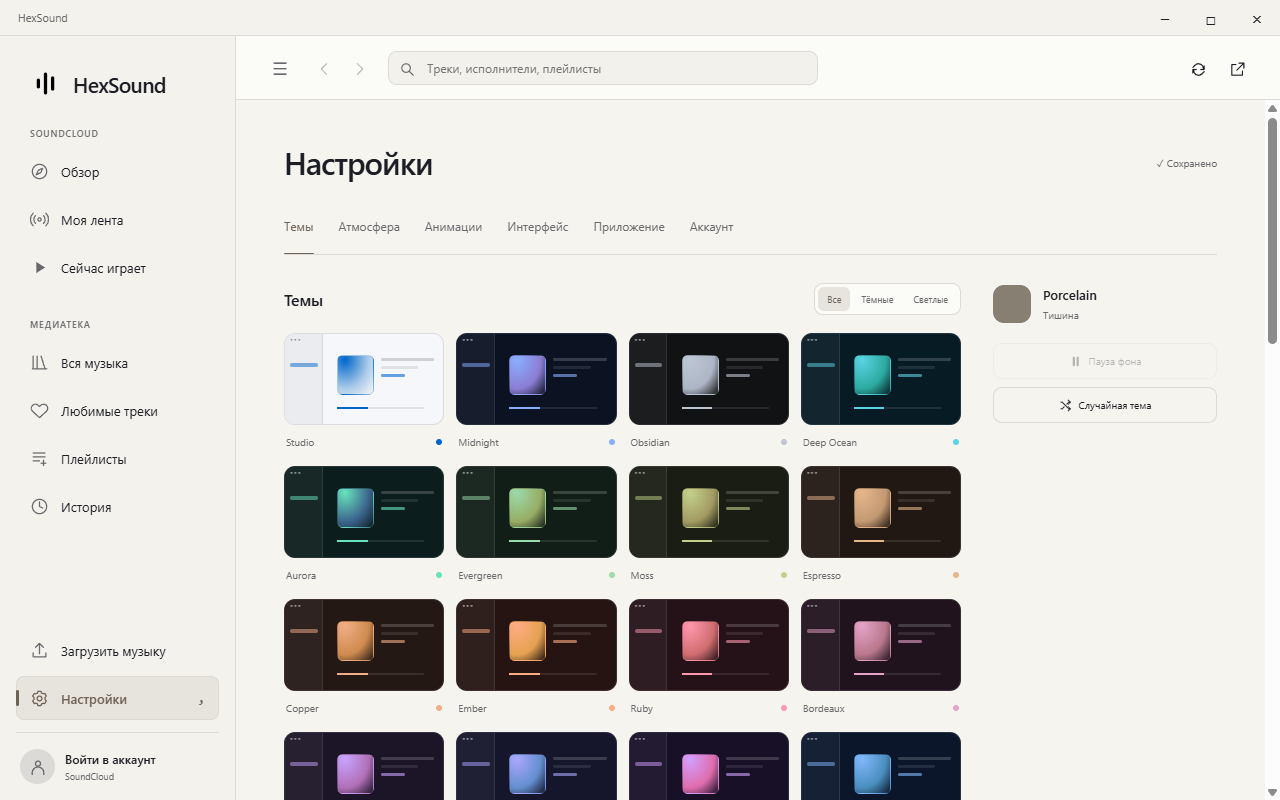 HexSound
HexSound
SOUNDCLOUD
Обзор
Моя лента
Сейчас играет
МЕДИАТЕКА
Вся музыка
Любимые треки
Плейлисты
История
Загрузить музыку
Настройки ,
Войти в аккаунт
SoundCloud
Треки, исполнители, плейлисты
Настройки
✓ Сохранено
Темы Атмосфера Анимации Интерфейс Приложение Аккаунт
Темы
Все Тёмные Светлые
Studio Midnight Obsidian Deep Ocean
Aurora Evergreen Moss Espresso
Copper Ember Ruby Bordeaux
Porcelain
Тишина
Пауза фона
Случайная тема